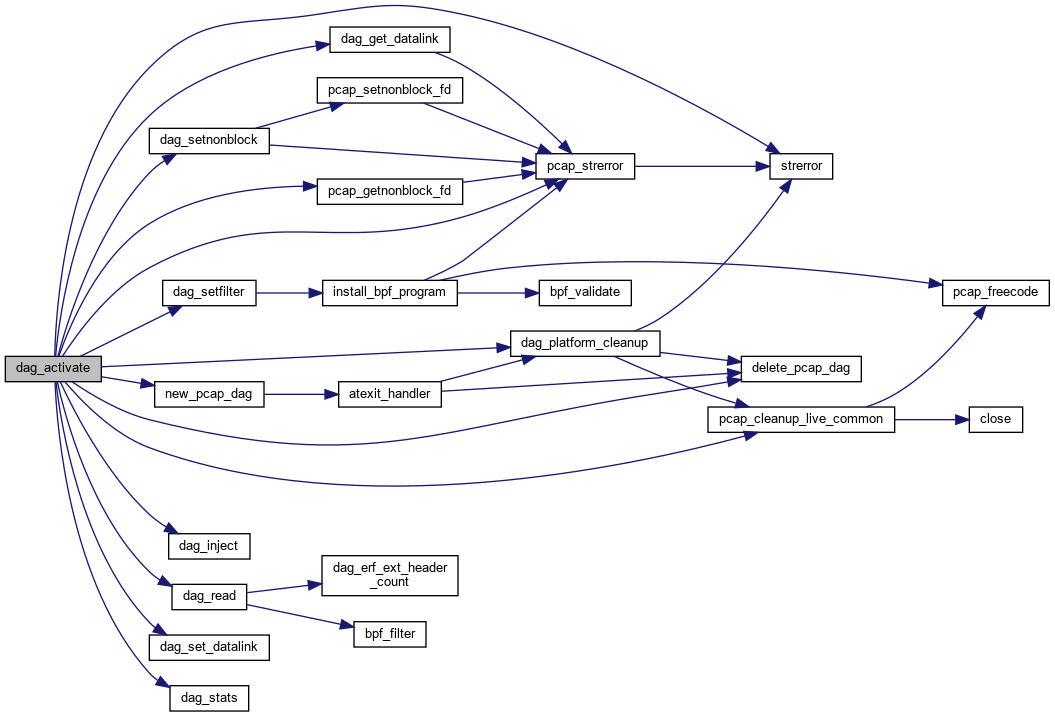 dag_get_datalink
pcap_setnonblock_fd
dag_setnonblock
pcap_strerror
strerror
pcap_getnonblock_fd
dag_setfilter
install_bpf_program
bpf_validate
pcap_freecode
dag_platform_cleanup
dag_activate
delete_pcap_dag
new_pcap_dag
atexit_handler
pcap_cleanup_live_common
close
dag_inject
dag_erf_ext_header
_count
dag_read
bpf_filter
dag_set_datalink
dag_stats